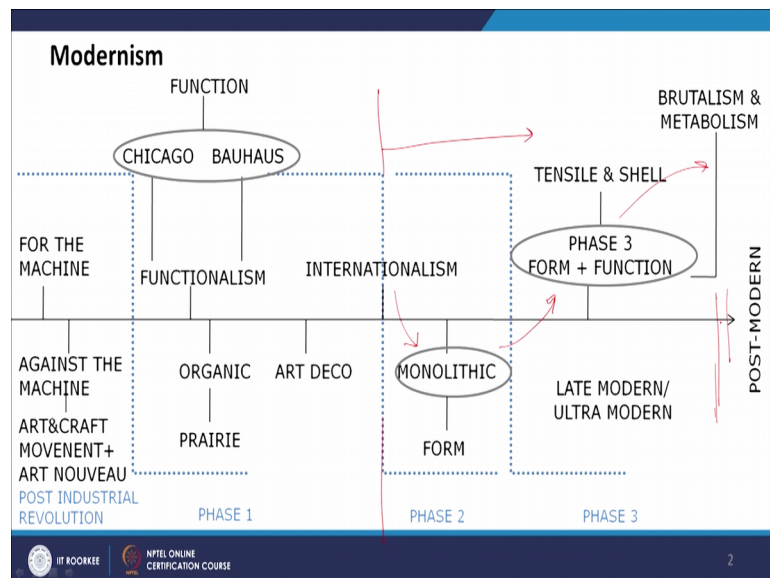 Modernism
FUNCTION
CHICAGO BAUHAUS
BRUTALISM &
METABOLISM
TENSILE & SHELL
FOR THE
MACHINE
FUNCTIONALISM
INTERNATIONALISM
PHASE 3
FORM + FUNCTION
POST-MODERN
AGAINST THE
MACHINE
ART&CRAFT
MOVENENT+
ART NOUVEAU
ORGANIC
PRAIRIE
ART DECO
MONOLITHIC
FORM
LATE MODERN/
ULTRA MODERN
POST INDUSTRIAL
REVOLUTION
PHASE 1
PHASE 2
PHASE 3
IIT ROORKEE
NPTEL ONLINE
CERTIFICATION COURSE
2